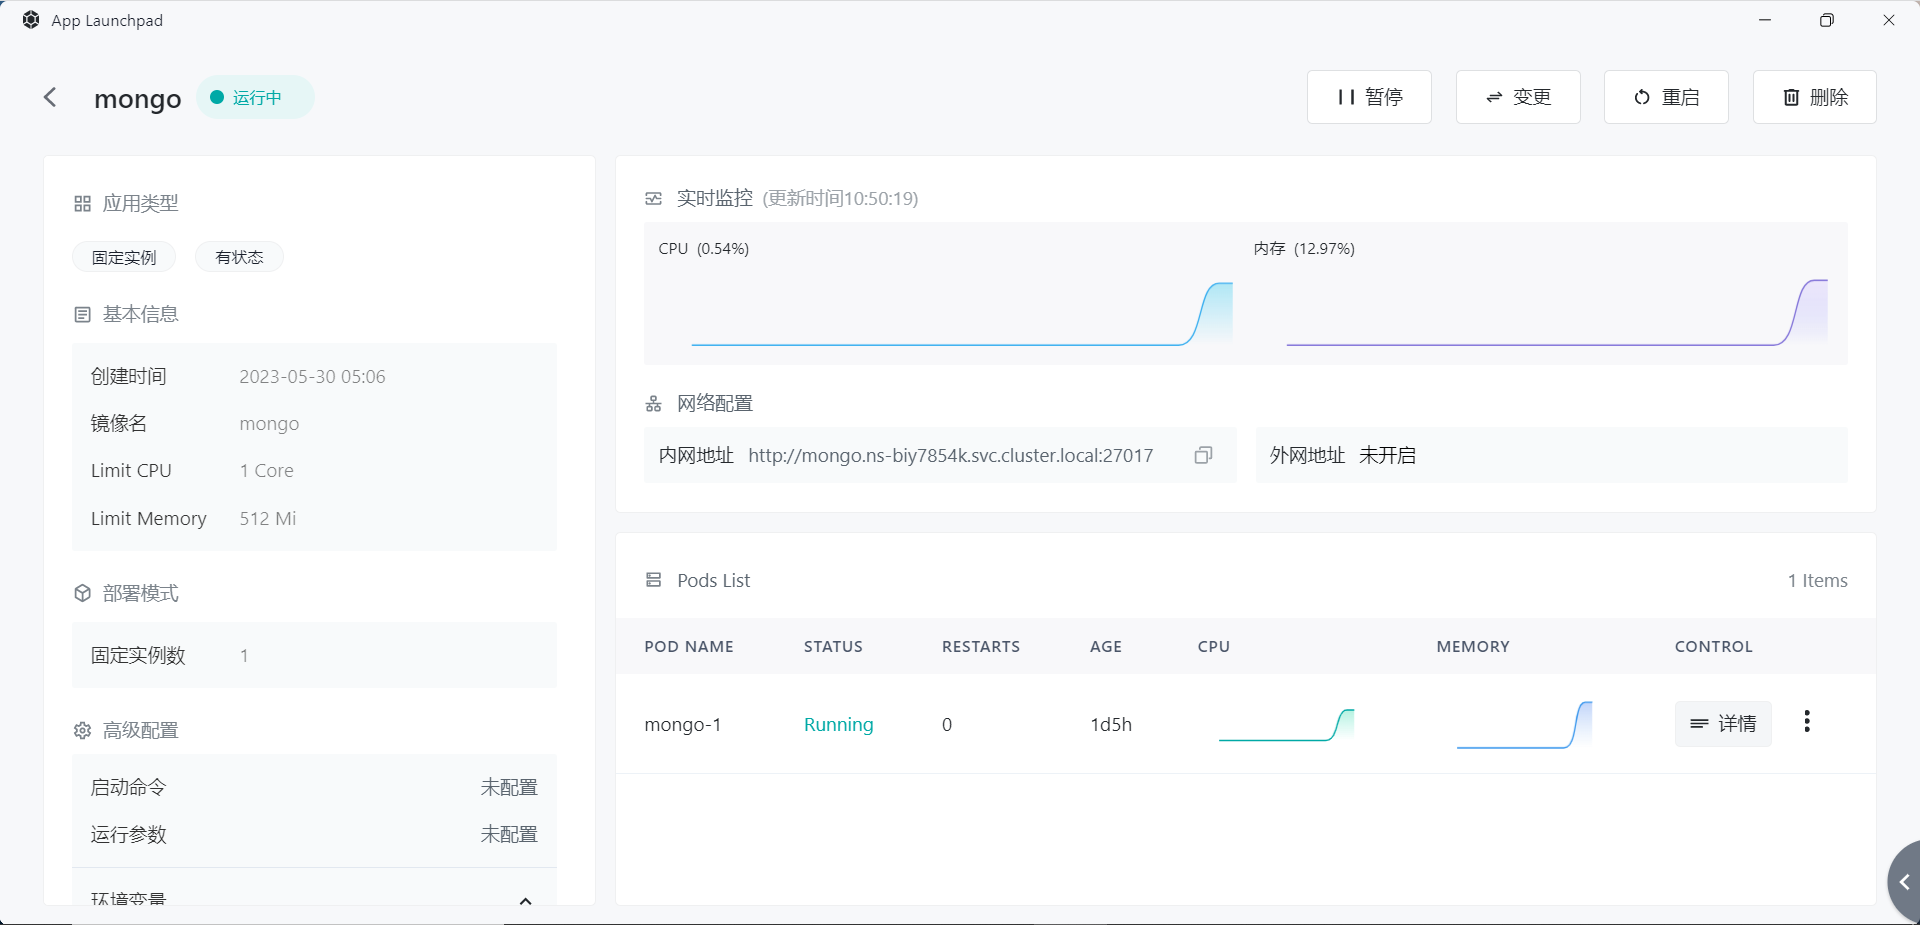 App Launchpad
mongo
运行中
暂停
变更
重启
删除
应用类型
固定实例
有状态
基本信息
创建时间 2023-05-30 05:06
镜像名 mongo
Limit CPU 1 Core
Limit Memory 512 Mi
部署模式
固定实例数 1
高级配置
启动命令 未配置
运行参数 未配置
环境变量
实时监控 (更新时间10:50:19)
CPU (0.54%)
内存 (12.97%)
网络配置
内网地址 http://mongo.ns-biy7854k.svc.cluster.local:27017
外网地址 未开启
Pods List
1 Items
POD NAME STATUS RESTARTS AGE CPU MEMORY CONTROL
mongo-1 Running 0 1d5h 详情